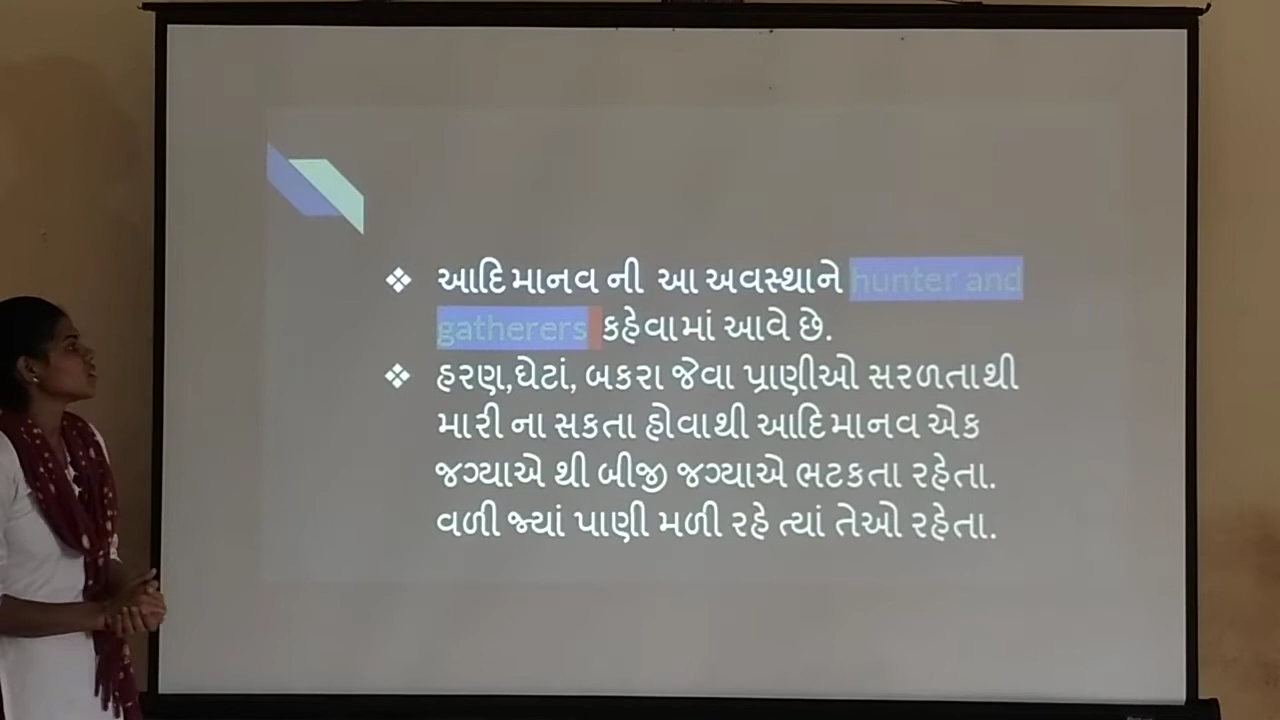 ❖ આદિમાનવ ની આ અવસ્થાને hunter and
gatherers કહેવામાં આવે છે.
❖ હરણ,ઘેટાં, બકરા જેવા પ્રાણીઓ સરળતાથી
મારી ના સકતા હોવાથી આદિમાનવ એક
જગ્યાએ થી બીજી જગ્યાએ ભટકતા રહેતા.
વળી જ્યાં પાણી મળી રહે ત્યાં તેઓ રહેતા.